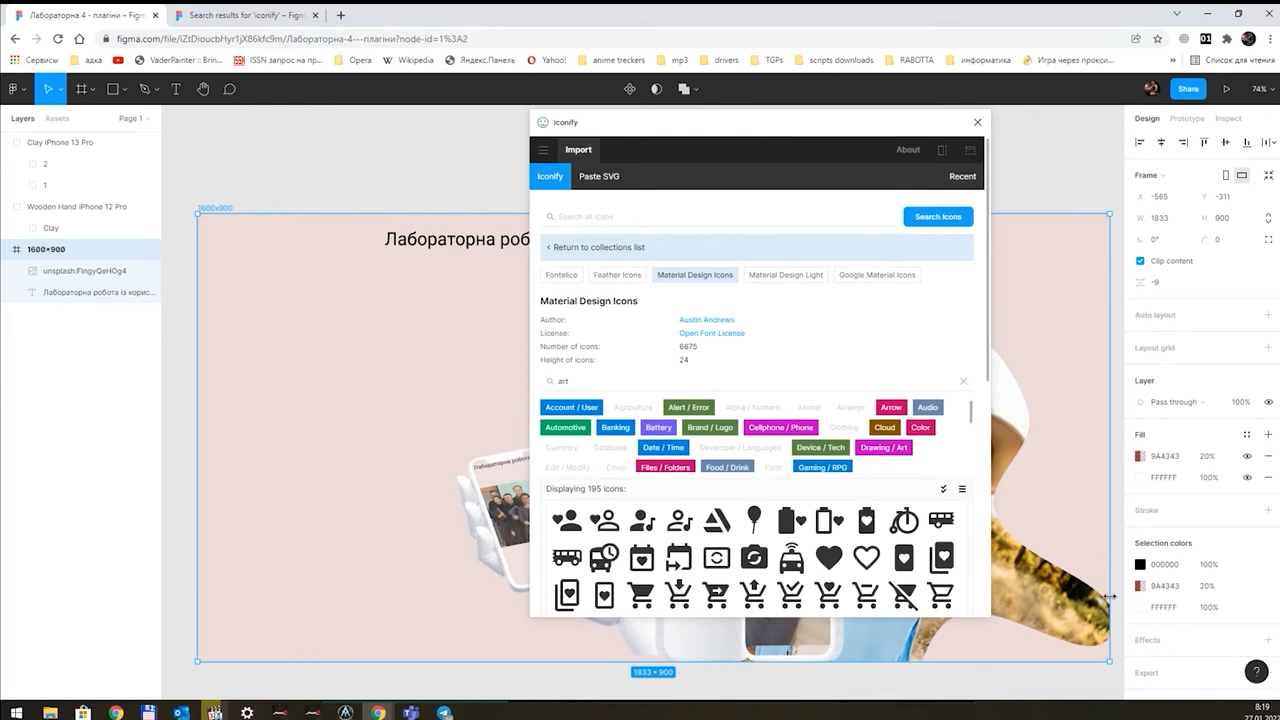 Лабораторна 4 - плагіни – Figm
Search results for 'iconify' – Figm
figma.com/file/iZtDioucbHyr1jX86kfc9m/Лабораторна-4---плагіни?node-id=1%3A2
Сервисы
адка
VaderPainter :: Brin...
ISSN запрос на пр...
Opera
Wikipedia
Яндекс.Панель
Yahoo!
anime treckers
mp3
drivers
TGPs
scripts downloads
RABOTTA
информатика
Игра через прокси...
»
Список для чтения
Share
74%
Layers
Assets
Page 1
Clay iPhone 13 Pro
2
1
Wooden Hand iPhone 12 Pro
Clay
1600×900
unsplash:FIngyQeHOg4
Лабораторна робота із корис...
1600x900
Лабораторна роб
Лабораторна робот
1833 × 900
Iconify
Import
About
Iconify
Paste SVG
Recent
Search all icons
Search Icons
‹ Return to collections list
Fontelico
Feather Icons
Material Design Icons
Material Design Light
Google Material Icons
Material Design Icons
Author: Austin Andrews
License: Open Font License
Number of icons: 6675
Height of icons: 24
art
Account / User
Agriculture
Alert / Error
Alpha / Numeric
Animal
Arrange
Arrow
Audio
Automotive
Banking
Battery
Brand / Logo
Cellphone / Phone
Clothing
Cloud
Color
Currency
Database
Date / Time
Developer / Languages
Device / Tech
Drawing / Art
Edit / Modify
Emoji
Files / Folders
Food / Drink
Form
Gaming / RPG
Displaying 195 icons:
Design
Prototype
Inspect
Frame
X -565
Y -311
W 1833
H 900
0°
0
Clip content
-9
Auto layout
Layout grid
Layer
Pass through
100%
Fill
9A4343 20%
FFFFFF 100%
Stroke
Selection colors
000000 100%
9A4343 20%
FFFFFF 100%
Effects
Export
?
8:19